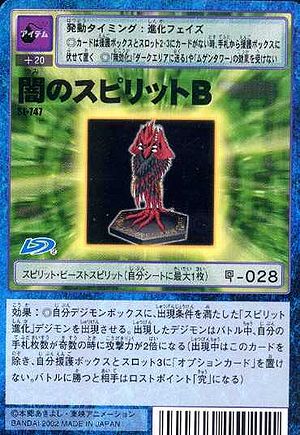 アイテム
+20
発動タイミング:進化フェイズ
◎カードは援護ボックスとスロット2・3にカードがない時、手札から援護ボックスに
伏せて置く ◎「無効化」「ダークエリアに送る」「ムゲンタワー」の効果を受けない
やみ
闇のスピリットB
St-747
スピリット・ビーストスピリット(自分シートに最大1枚)
-028
効果:◎自分デジモンボックスに、出現条件を満たした「スピリット
進化」デジモンを出現させる。出現したデジモンはバトル中、自分の
手札枚数が奇数の時に攻撃力が2倍になる(出現中はこのカード
を除き、自分援護ボックスとスロット3に「オプションカード」を置け
ない。バトルに勝つと相手はロストポイント「究」になる)
©本郷あきよし・東映アニメーション
BANDAI 2002 MADE IN JAPAN